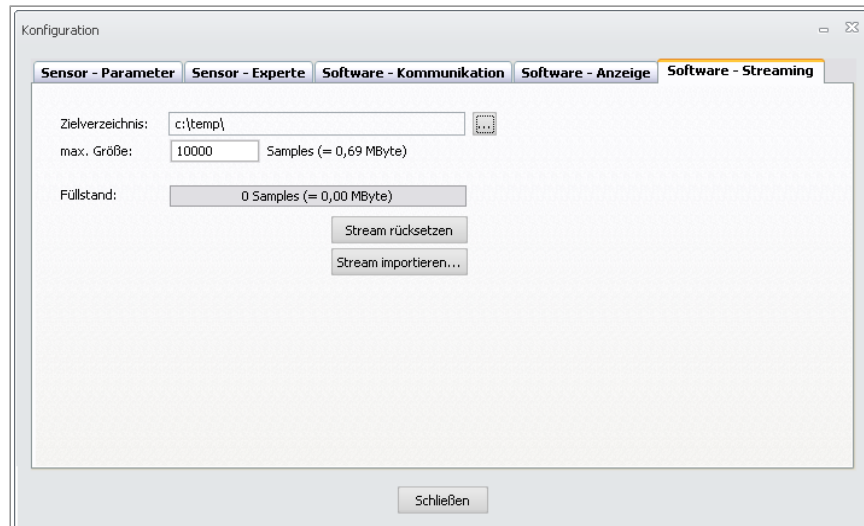 Konfiguration
Sensor - Parameter Sensor - Experte Software - Kommunikation Software - Anzeige Software - Streaming
Zielverzeichnis: c:\temp\ ...
max. Größe: 10000 Samples (= 0,69 MByte)
Füllstand: 0 Samples (= 0,00 MByte)
Stream rücksetzen
Stream importieren...
Schließen